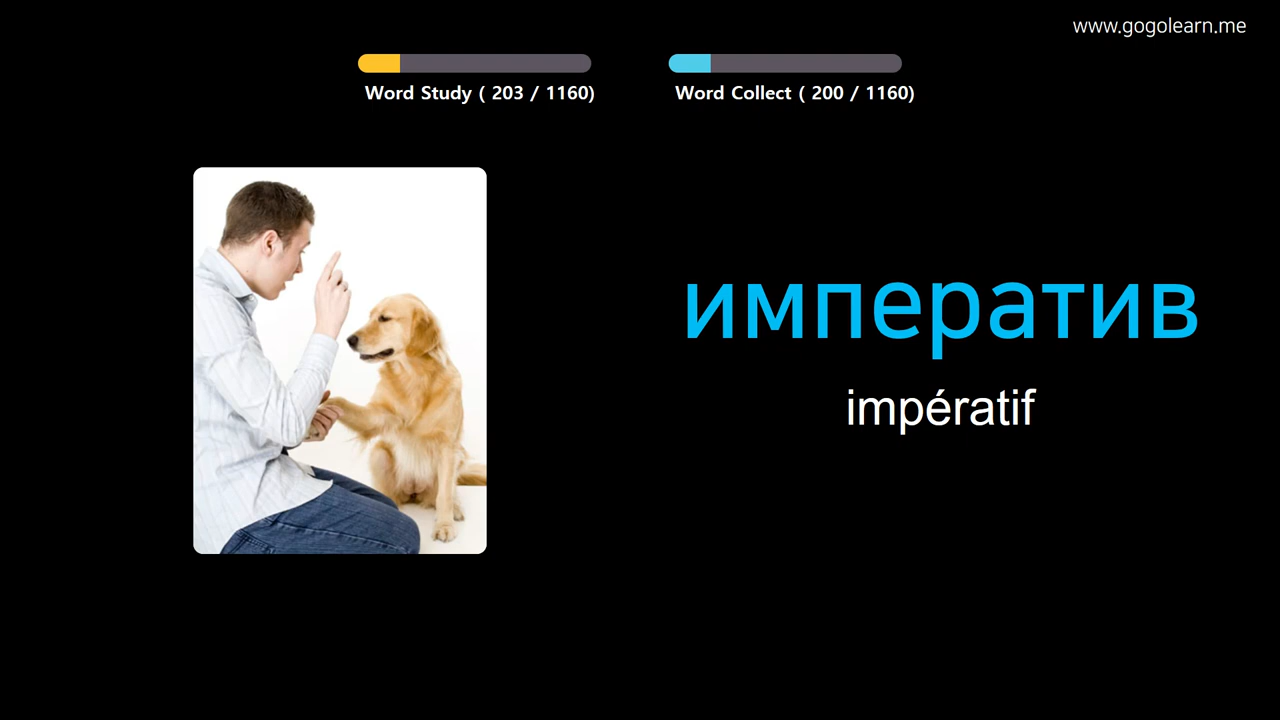 www.gogolearn.me
Word Study ( 203 / 1160)
Word Collect ( 200 / 1160)
императив
impératif